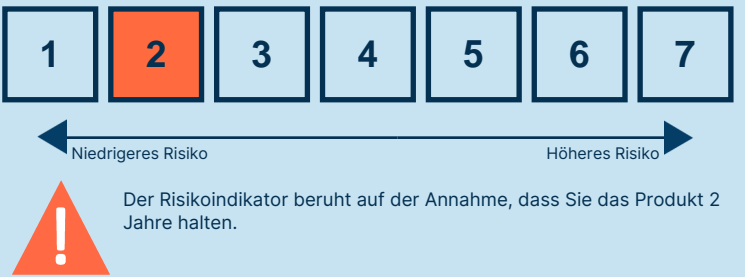 1 2 3 4 5 6 7
Niedrigeres Risiko Höheres Risiko
!
Der Risikoindikator beruht auf der Annahme, dass Sie das Produkt 2
Jahre halten.